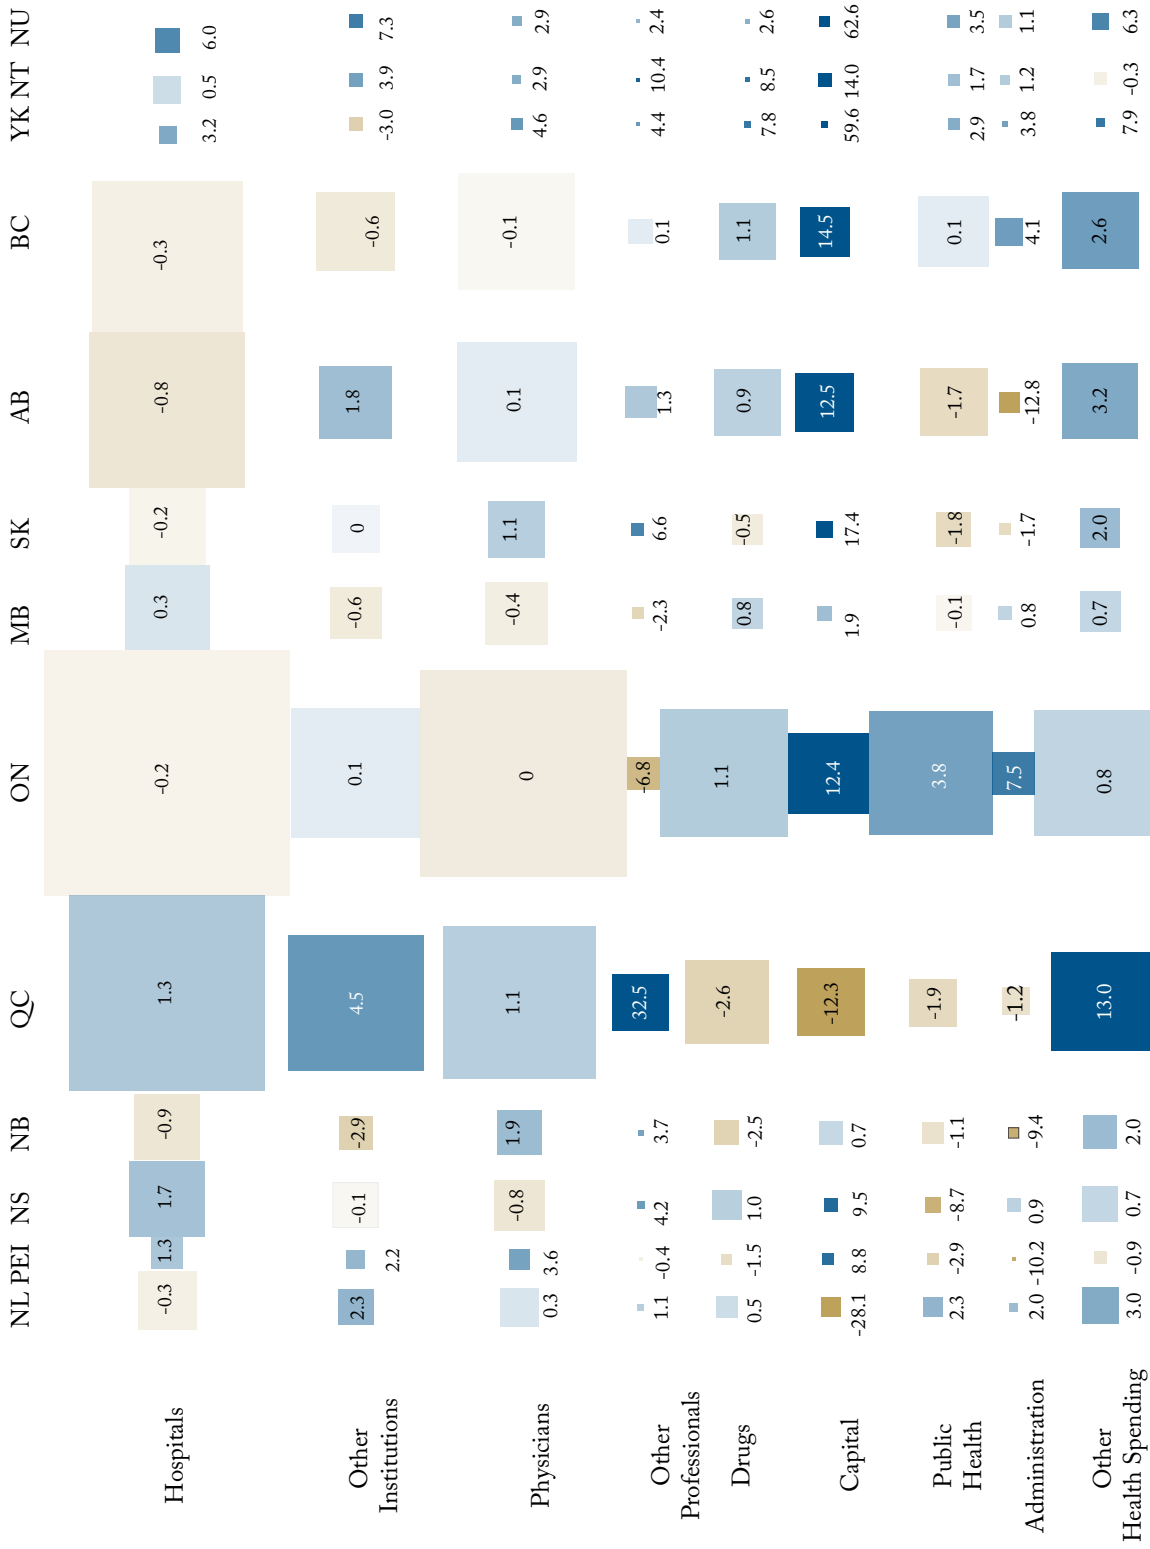 NL PEI NS NB QC ON MB SK AB BC YK NT NU
Hospitals -0.3 1.3 1.7 -0.9 1.3 -0.2 0.3 -0.2 -0.8 -0.3 3.2 0.5 6.0
Other
Institutions
2.3 2.2 -0.1 -2.9 4.5 0.1 -0.6 0 1.8 -0.6 -3.0 3.9 7.3
Physicians 0.3 3.6 -0.8 1.9 1.1 0 -0.4 1.1 0.1 -0.1 4.6 2.9 2.9
Other
Professionals
1.1 -0.4 4.2 3.7 32.5 -6.8 -2.3 6.6 1.3 0.1 4.4 10.4 2.4
Drugs 0.5 -1.5 1.0 -2.5 -2.6 1.1 0.8 -0.5 0.9 1.1 7.8 8.5 2.6
Capital -28.1 8.8 9.5 0.7 -12.3 12.4 1.9 17.4 12.5 14.5 59.6 14.0 62.6
Public
Health
2.3 -2.9 -8.7 -1.1 -1.9 3.8 -0.1 -1.8 -1.7 0.1 2.9 1.7 3.5
Administration 2.0 -10.2 0.9 -9.4 -1.2 7.5 0.8 -1.7 -12.8 4.1 3.8 1.2 1.1
Other
Health Spending
3.0 -0.9 0.7 2.0 13.0 0.8 0.7 2.0 3.2 2.6 7.9 -0.3 6.3